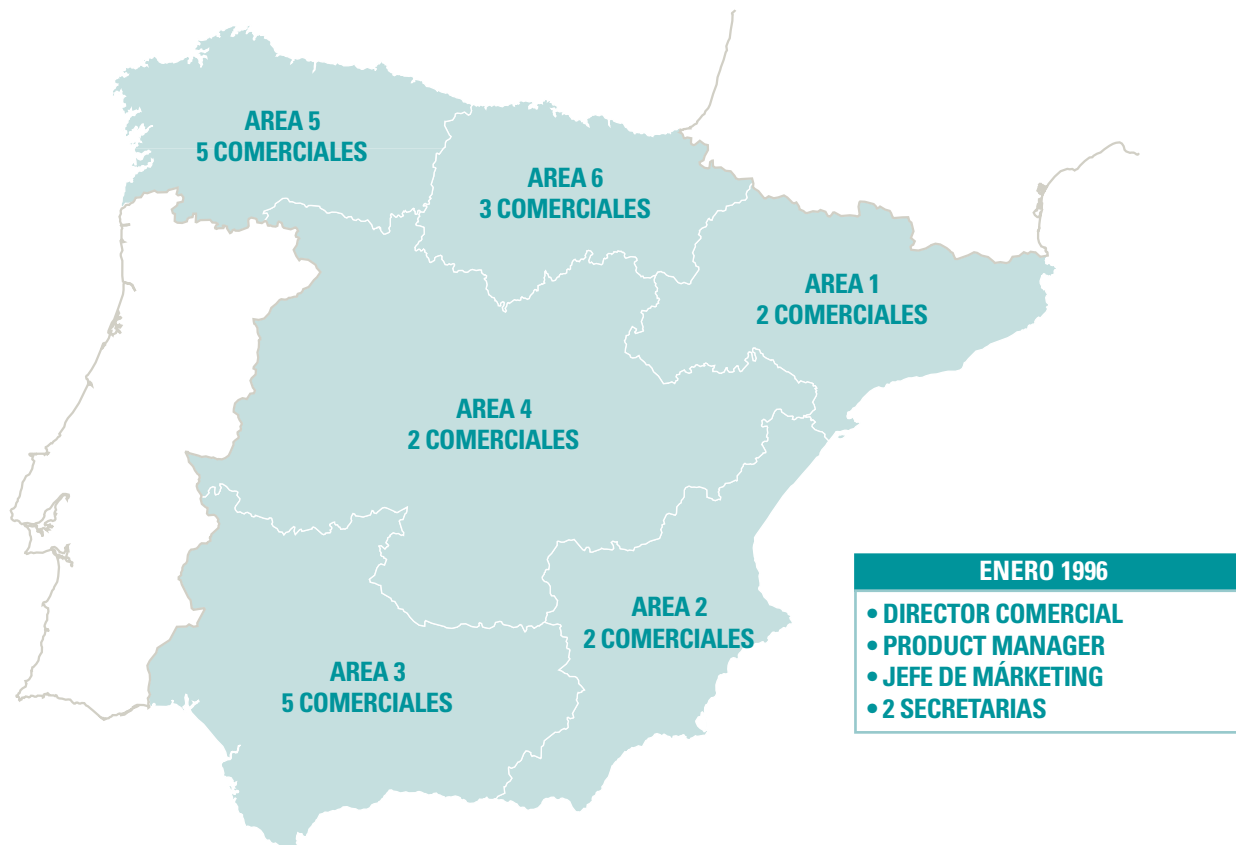 AREA 5
5 COMERCIALES
AREA 6
3 COMERCIALES
AREA 1
2 COMERCIALES
AREA 4
2 COMERCIALES
AREA 2
2 COMERCIALES
AREA 3
5 COMERCIALES
ENERO 1996
• DIRECTOR COMERCIAL
• PRODUCT MANAGER
• JEFE DE MÁRKETING
• 2 SECRETARIAS